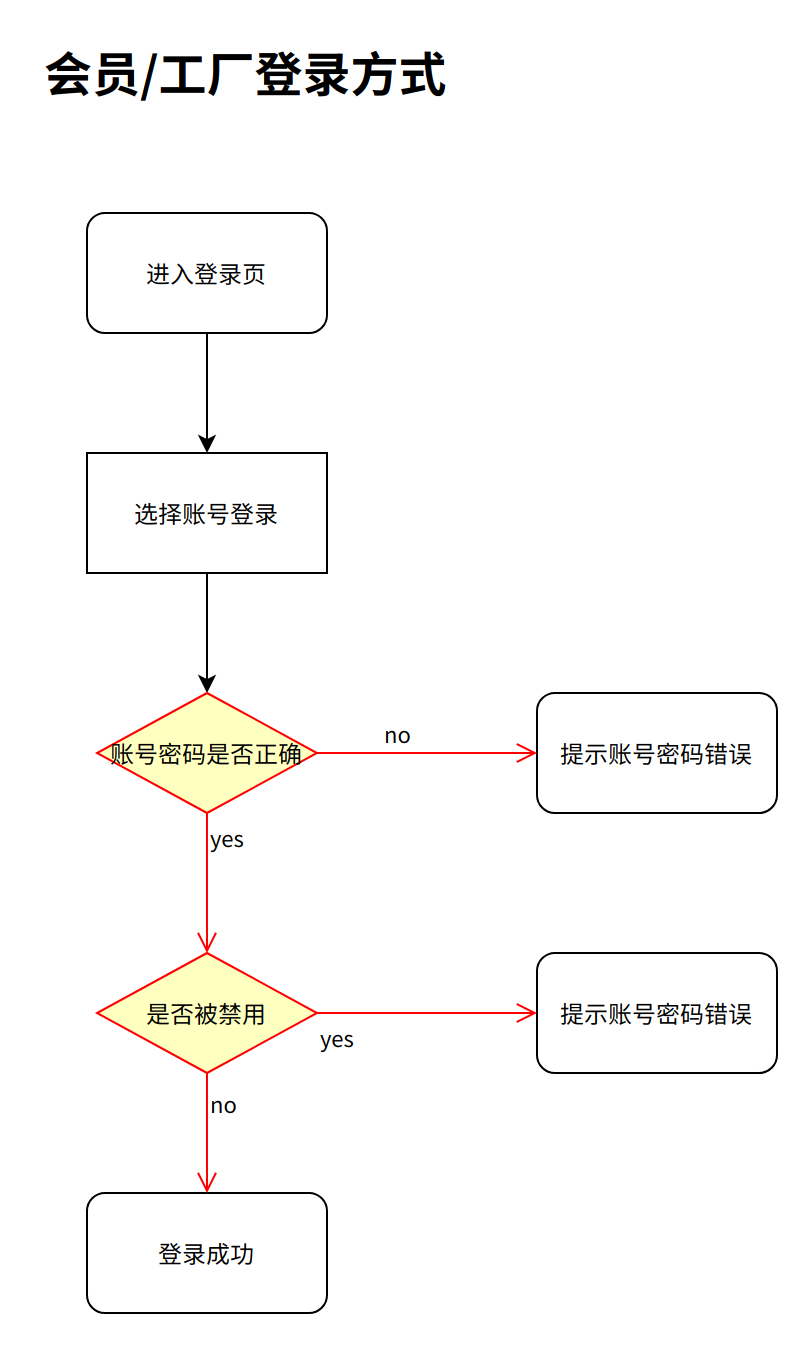 会员/工厂登录方式
进入登录页
选择账号登录
账号密码是否正确
no
提示账号密码错误
yes
是否被禁用
yes
提示账号密码错误
no
登录成功